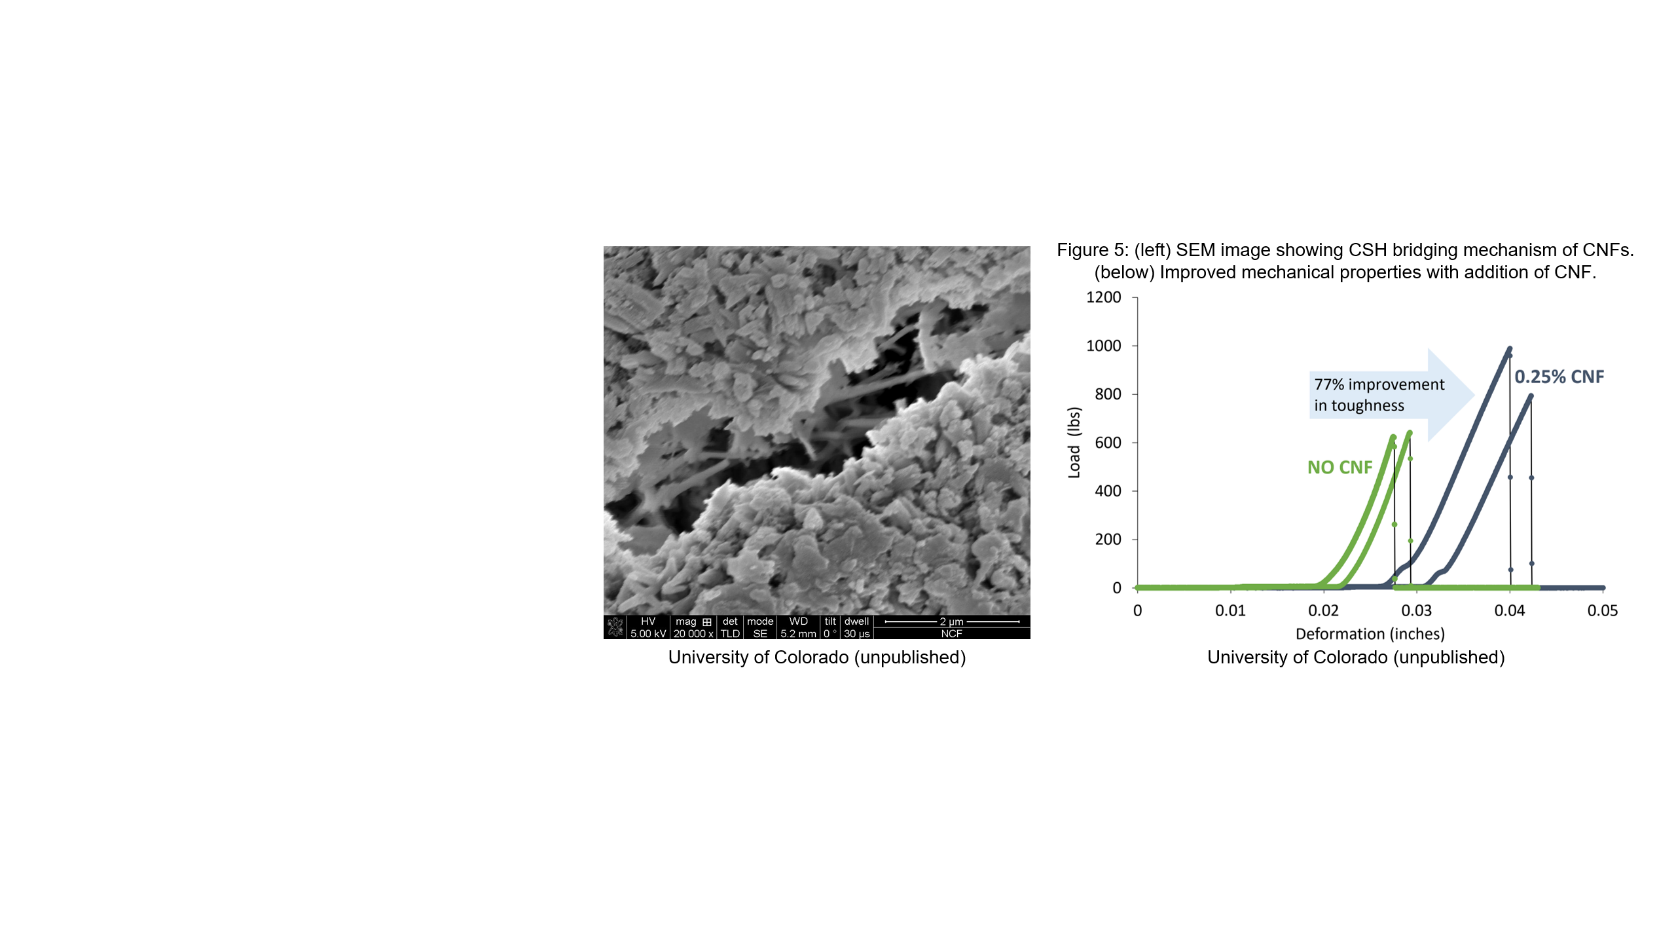 Figure 5: (left) SEM image showing CSH bridging mechanism of CNFs.
(below) Improved mechanical properties with addition of CNF.
HV mag det mode WD tilt dwell 2 µm
5.00 kV 20 000 x TLD SE 5.2 mm 0 ° 30 µs NCF
University of Colorado (unpublished)
1200
1000
800
600
400
200
0
Load (lbs)
77% improvement
in toughness
0.25% CNF
NO CNF
0 0.01 0.02 0.03 0.04 0.05
Deformation (inches)
University of Colorado (unpublished)